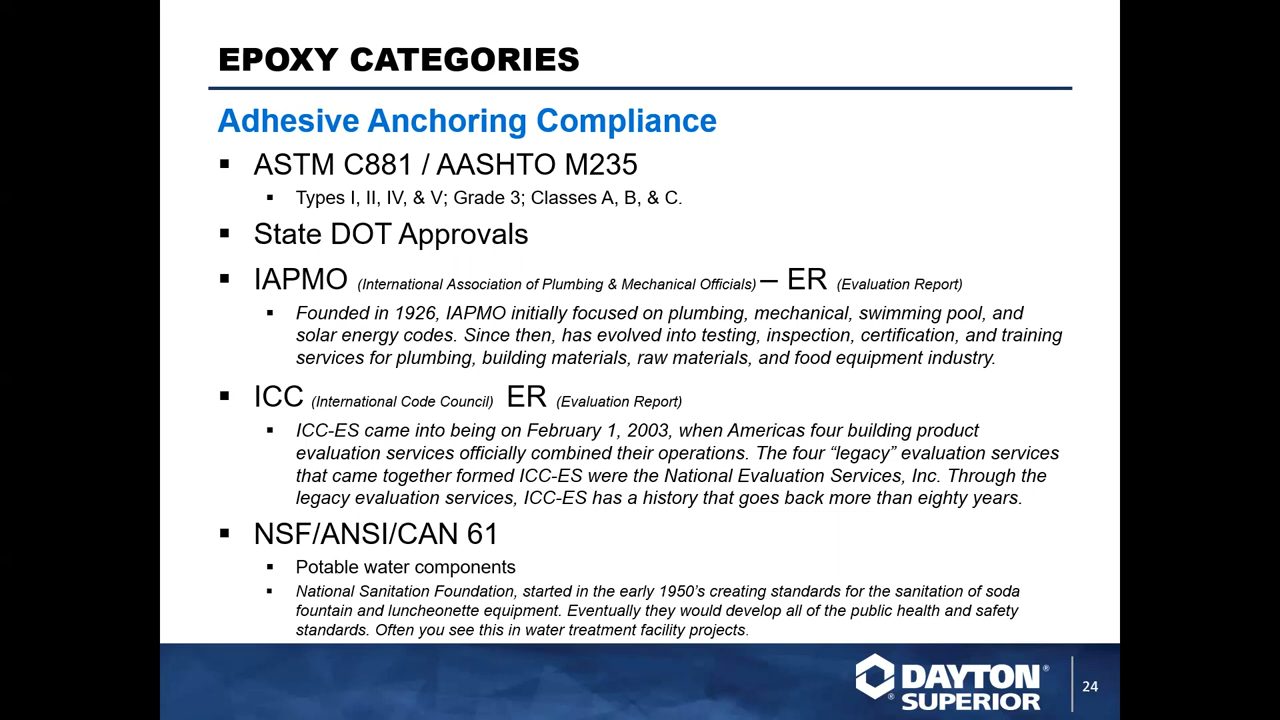 EPOXY CATEGORIES
Adhesive Anchoring Compliance
▪ ASTM C881 / AASHTO M235
▪ Types I, II, IV, & V; Grade 3; Classes A, B, & C.
▪ State DOT Approvals
▪ IAPMO (International Association of Plumbing & Mechanical Officials) – ER (Evaluation Report)
▪ Founded in 1926, IAPMO initially focused on plumbing, mechanical, swimming pool, and
solar energy codes. Since then, has evolved into testing, inspection, certification, and training
services for plumbing, building materials, raw materials, and food equipment industry.
▪ ICC (International Code Council) ER (Evaluation Report)
▪ ICC-ES came into being on February 1, 2003, when Americas four building product
evaluation services officially combined their operations. The four “legacy” evaluation services
that came together formed ICC-ES were the National Evaluation Services, Inc. Through the
legacy evaluation services, ICC-ES has a history that goes back more than eighty years.
▪ NSF/ANSI/CAN 61
▪ Potable water components
▪ National Sanitation Foundation, started in the early 1950’s creating standards for the sanitation of soda
fountain and luncheonette equipment. Eventually they would develop all of the public health and safety
standards. Often you see this in water treatment facility projects.
DAYTON®
® SUPERIOR
24